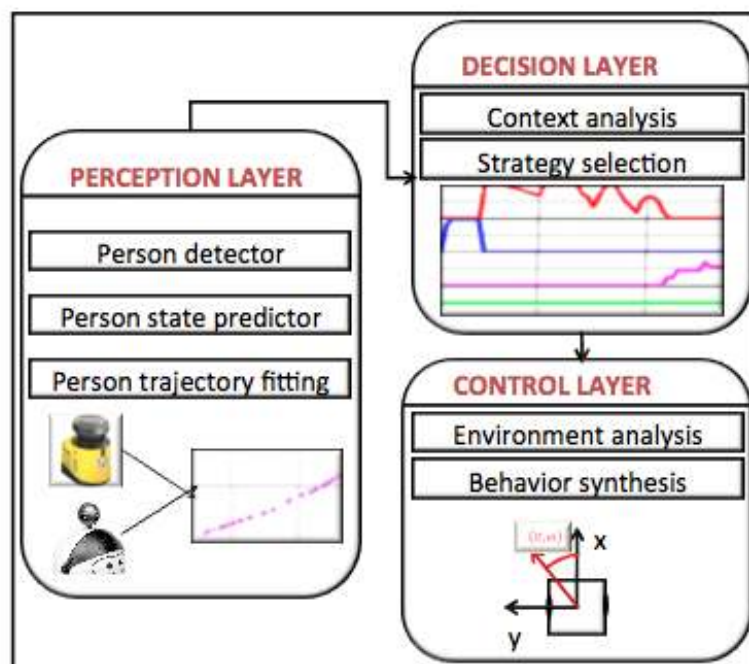 PERCEPTION LAYER
Person detector
Person state predictor
Person trajectory fitting
DECISION LAYER
Context analysis
Strategy selection
CONTROL LAYER
Environment analysis
Behavior synthesis
x
y